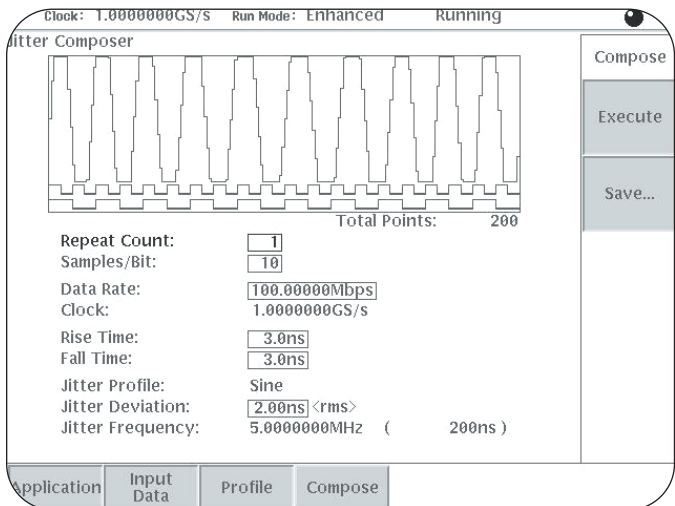 Clock: 1.0000000GS/s Run Mode: Enhanced Running
Jitter Composer
Compose
Execute
Save...
Total Points: 200
Repeat Count: 1
Samples/Bit: 10
Data Rate: 100.00000Mbps
Clock: 1.0000000GS/s
Rise Time: 3.0ns
Fall Time: 3.0ns
Jitter Profile: Sine
Jitter Deviation: 2.00ns <rms>
Jitter Frequency: 5.0000000MHz ( 200ns )
Application Input Data Profile Compose